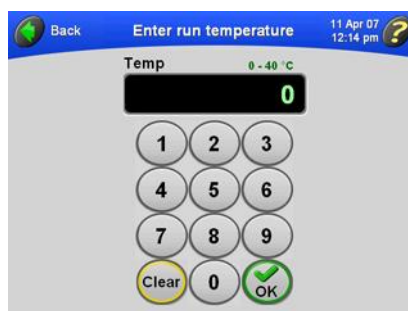 Back
Enter run temperature
11 Apr 07
12:14 pm
?
Temp
0 - 40 °C
0
1 2 3
4 5 6
7 8 9
Clear 0 OK